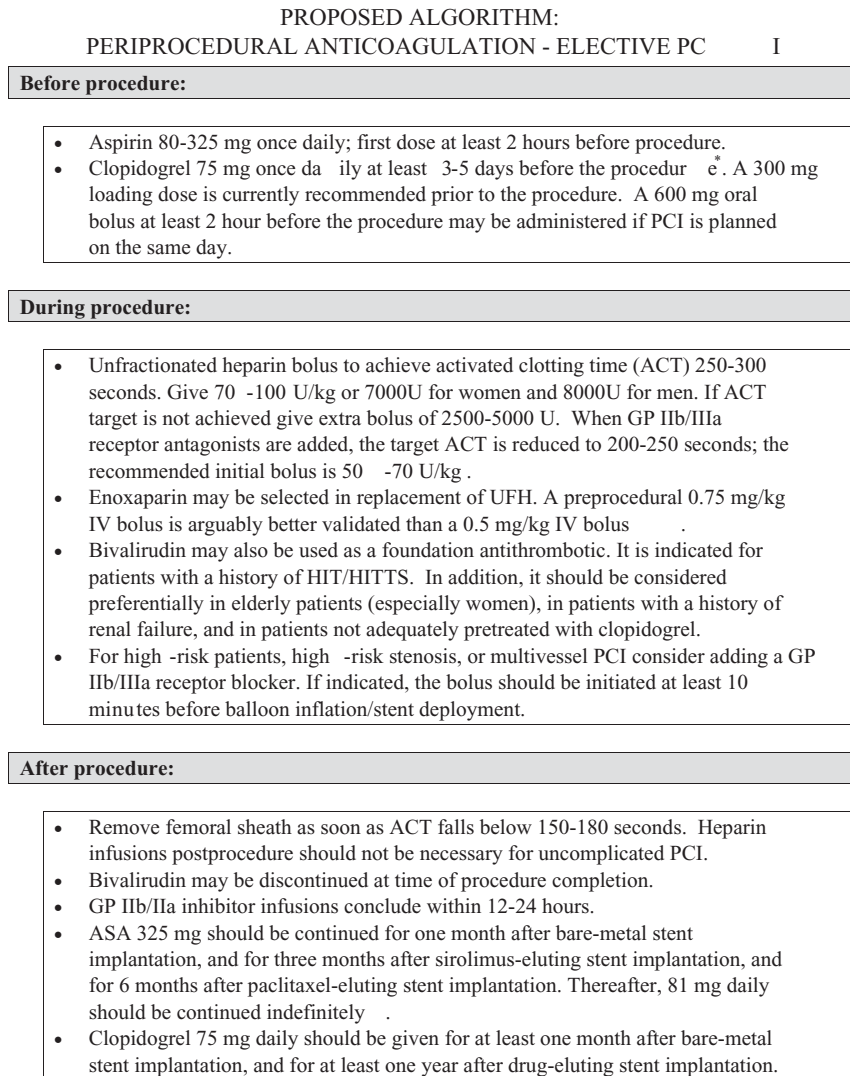 PROPOSED ALGORITHM:
PERIPROCEDURAL ANTICOAGULATION - ELECTIVE PC I
Before procedure:
• Aspirin 80-325 mg once daily; first dose at least 2 hours before procedure.
• Clopidogrel 75 mg once da ily at least 3-5 days before the procedur e*. A 300 mg
loading dose is currently recommended prior to the procedure. A 600 mg oral
bolus at least 2 hour before the procedure may be administered if PCI is planned
on the same day.
During procedure:
• Unfractionated heparin bolus to achieve activated clotting time (ACT) 250-300
seconds. Give 70 -100 U/kg or 7000U for women and 8000U for men. If ACT
target is not achieved give extra bolus of 2500-5000 U. When GP IIb/IIIa
receptor antagonists are added, the target ACT is reduced to 200-250 seconds; the
recommended initial bolus is 50 -70 U/kg .
• Enoxaparin may be selected in replacement of UFH. A preprocedural 0.75 mg/kg
IV bolus is arguably better validated than a 0.5 mg/kg IV bolus .
• Bivalirudin may also be used as a foundation antithrombotic. It is indicated for
patients with a history of HIT/HITTS. In addition, it should be considered
preferentially in elderly patients (especially women), in patients with a history of
renal failure, and in patients not adequately pretreated with clopidogrel.
• For high -risk patients, high -risk stenosis, or multivessel PCI consider adding a GP
IIb/IIIa receptor blocker. If indicated, the bolus should be initiated at least 10
minutes before balloon inflation/stent deployment.
After procedure:
• Remove femoral sheath as soon as ACT falls below 150-180 seconds. Heparin
infusions postprocedure should not be necessary for uncomplicated PCI.
• Bivalirudin may be discontinued at time of procedure completion.
• GP IIb/IIa inhibitor infusions conclude within 12-24 hours.
• ASA 325 mg should be continued for one month after bare-metal stent
implantation, and for three months after sirolimus-eluting stent implantation, and
for 6 months after paclitaxel-eluting stent implantation. Thereafter, 81 mg daily
should be continued indefinitely .
• Clopidogrel 75 mg daily should be given for at least one month after bare-metal
stent implantation, and for at least one year after drug-eluting stent implantation.